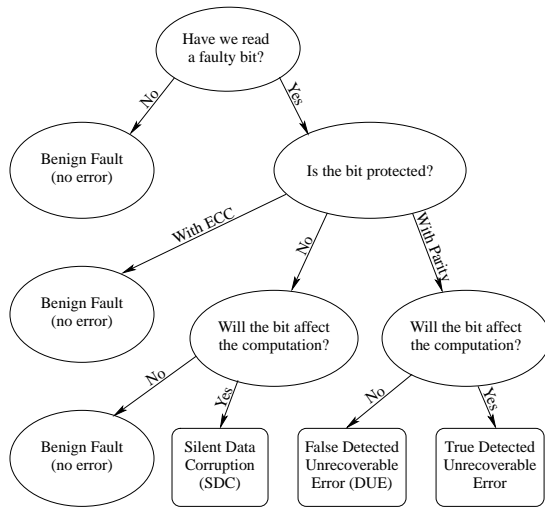 Have we read
a faulty bit?
No
Yes
Benign Fault
(no error)
Is the bit protected?
With ECC
No
With Parity
Benign Fault
(no error)
Will the bit affect
the computation?
Will the bit affect
the computation?
No
Yes
No
Yes
Benign Fault
(no error)
Silent Data
Corruption
(SDC)
False Detected
Unrecoverable
Error (DUE)
True Detected
Unrecoverable
Error